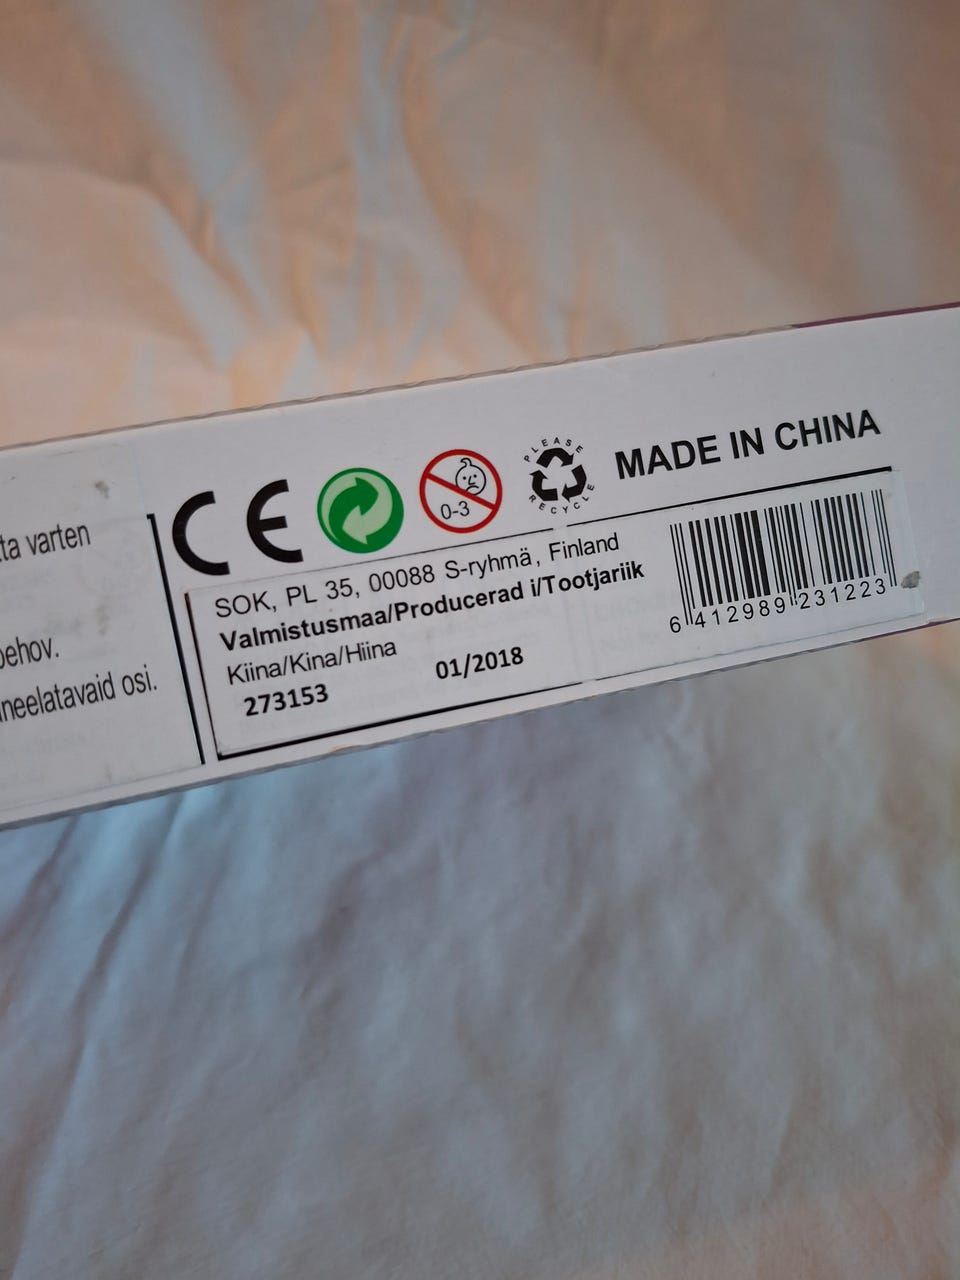 ta varten
behov.
neelatavaid osi.
CE
0-3
PLEASE
RECYCLE
MADE IN CHINA
SOK, PL 35, 00088 S-ryhmä, Finland
Valmistusmaa/Producerad i/Tootjariik
Kiina/Kina/Hiina
273153 01/2018
6 412989 231223